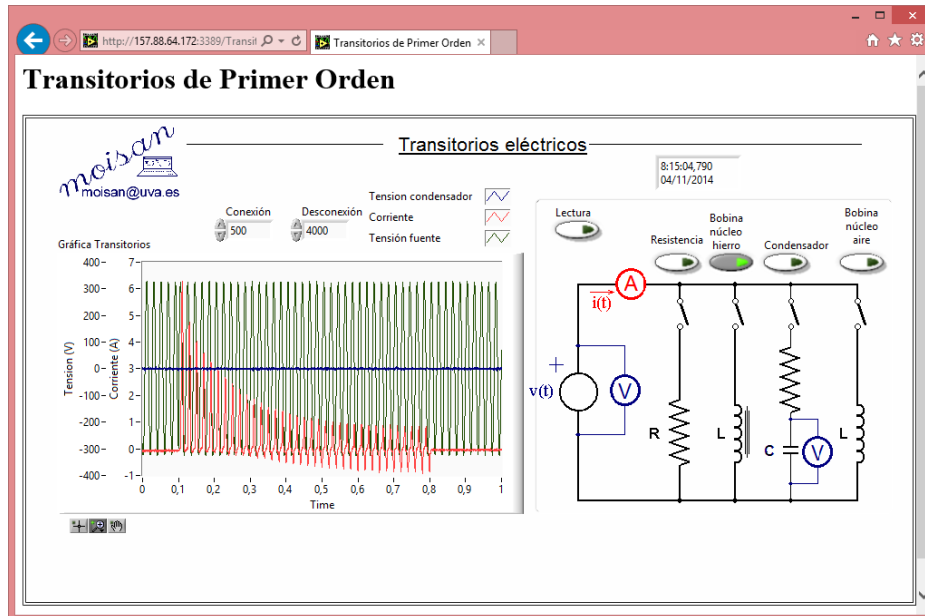 http://157.88.64.172:3389/Transit
Transitorios de Primer Orden
Transitorios de Primer Orden
moisan
moisan@uva.es
Transitorios eléctricos
8:15:04,790
04/11/2014
Conexión
500
Desconexión
4000
Tension condensador
Corriente
Tensión fuente
Gráfica Transitorios
Tension (V)
400
300
200
100
0
-100
-200
-300
-400
Corriente (A)
7
6
5
4
3
2
1
0
-1
0 0,1 0,2 0,3 0,4 0,5 0,6 0,7 0,8 0,9 1
Time
Lectura
Resistencia
Bobina
núcleo
hierro
Condensador
Bobina
núcleo
aire
A
i(t)
+
v(t)
V
R
L
C
V
L